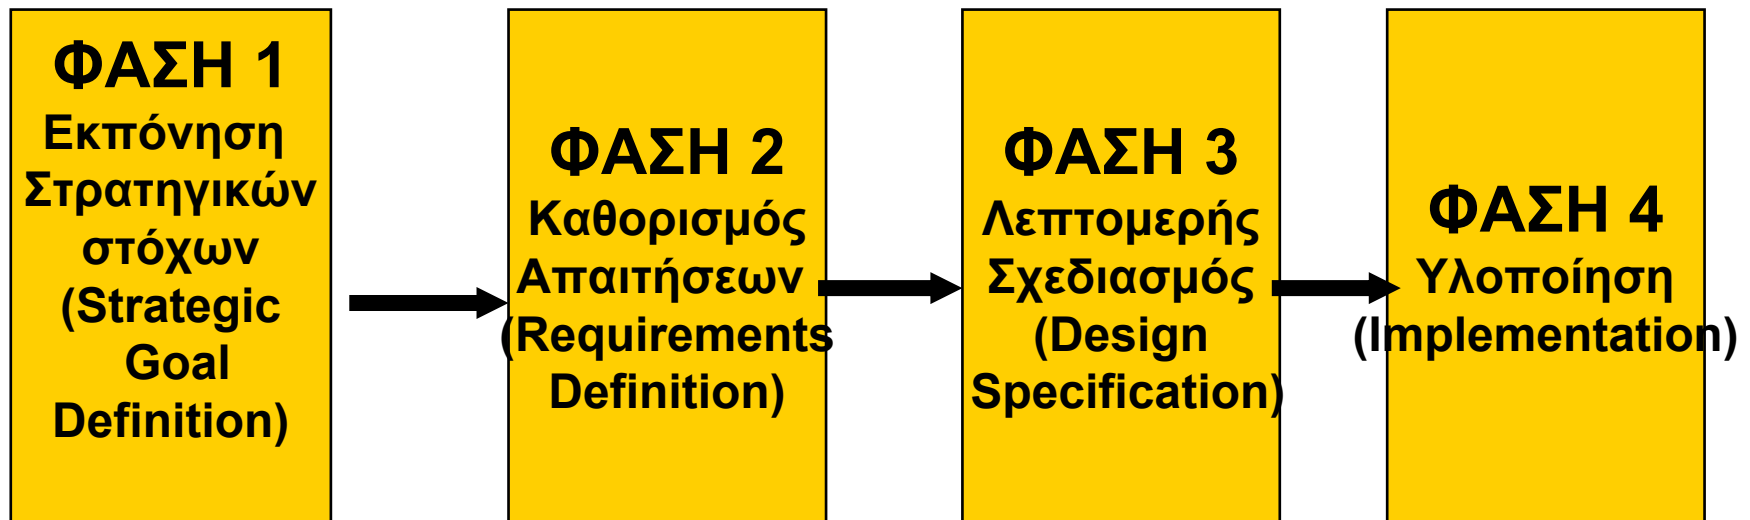 ΦΑΣΗ 1
Εκπόνηση
Στρατηγικών
στόχων
(Strategic
Goal
Definition)
ΦΑΣΗ 2
Καθορισμός
Απαιτήσεων
(Requirements
Definition)
ΦΑΣΗ 3
Λεπτομερής
Σχεδιασμός
(Design
Specification)
ΦΑΣΗ 4
Υλοποίηση
(Implementation)